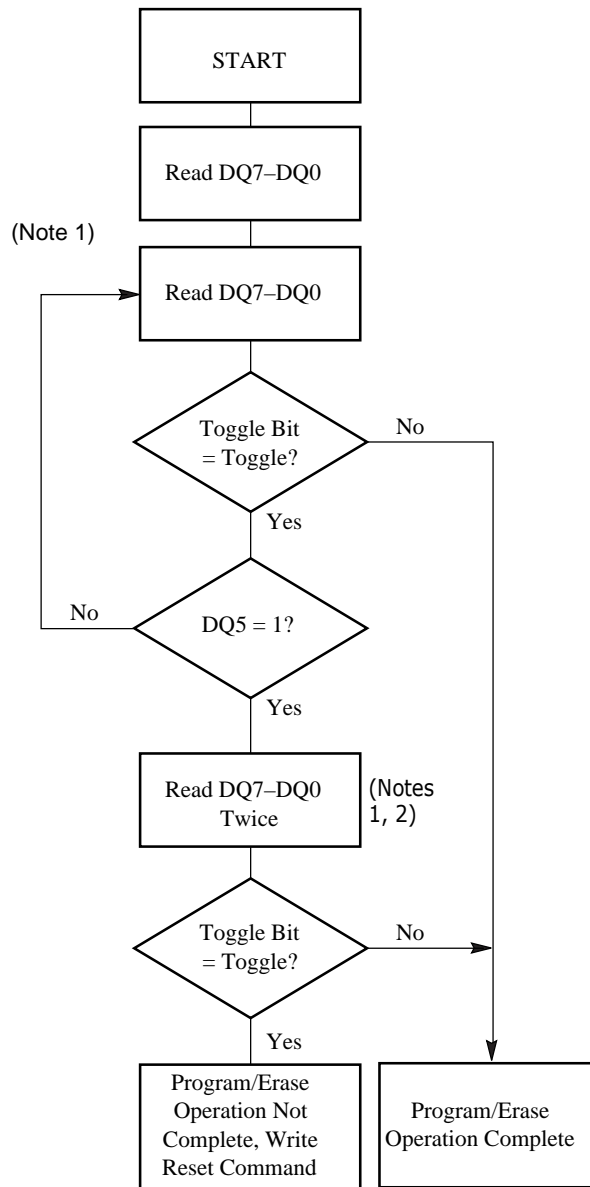 START
Read DQ7–DQ0
(Note 1)
Read DQ7–DQ0
Toggle Bit
= Toggle?
No
Yes
No
DQ5 = 1?
Yes
Read DQ7–DQ0
Twice
(Notes
1, 2)
Toggle Bit
= Toggle?
No
Yes
Program/Erase
Operation Not
Complete, Write
Reset Command
Program/Erase
Operation Complete